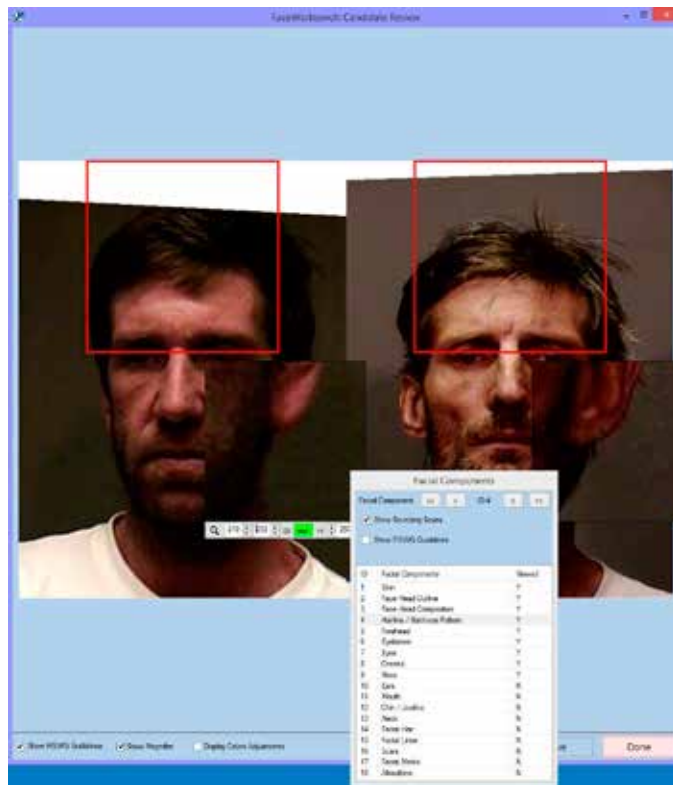 FaceWorkbench: Candidate Review
Facial Components
Facial Component
Show Bounding Boxes
Show FISWG Guidelines
ID Facial Components Viewed
1 Skin Y
2 Face Head Outline Y
3 Face Head Composition Y
4 Hairline / Baldness Pattern Y
5 Forehead Y
6 Eyebrows Y
7 Eyes Y
8 Cheeks Y
9 Nose Y
10 Ears N
11 Mouth N
12 Chin / Jawline N
13 Neck N
14 Facial Hair N
15 Facial Lines N
16 Scars N
17 Facial Marks N
18 Alterations N
Show FISWG Guidelines Show Magnifier Display Colors Adjustments Done